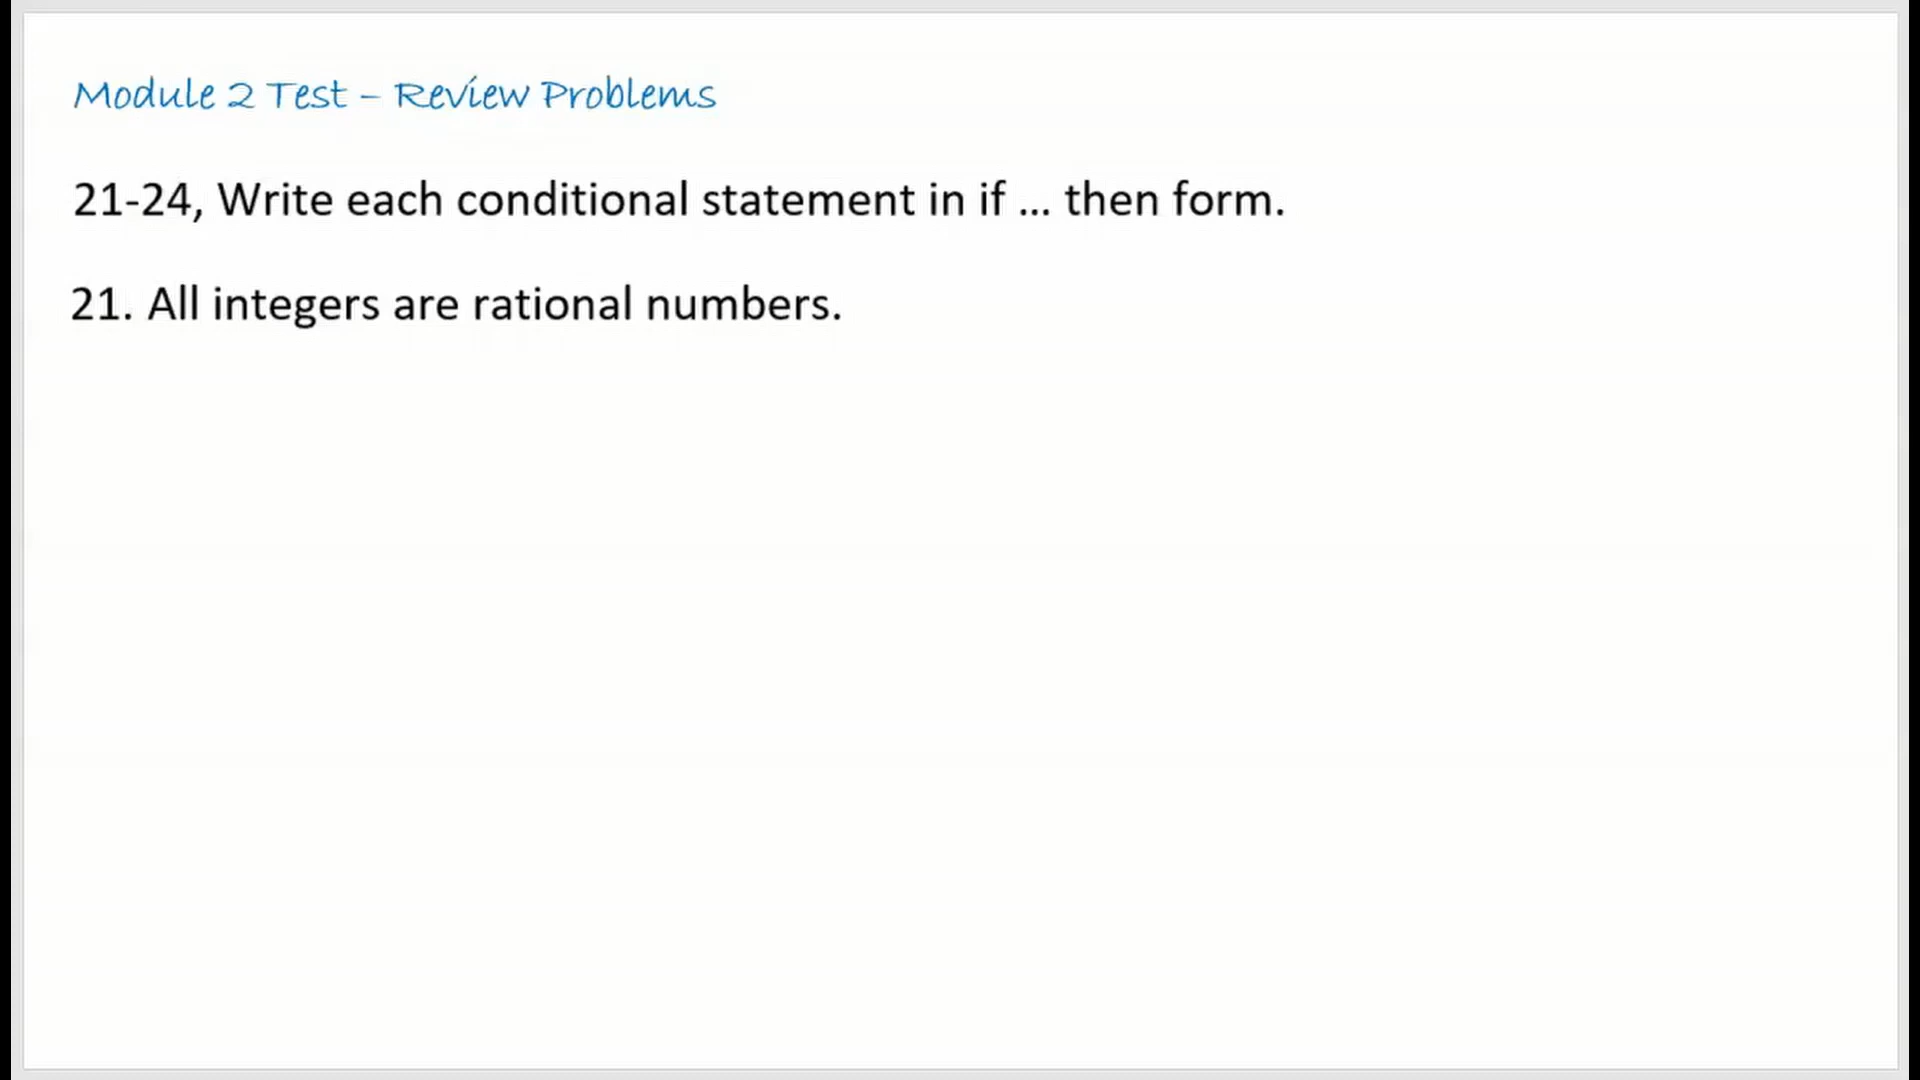 Module 2 Test – Review Problems
21-24, Write each conditional statement in if ... then form.
21. All integers are rational numbers.